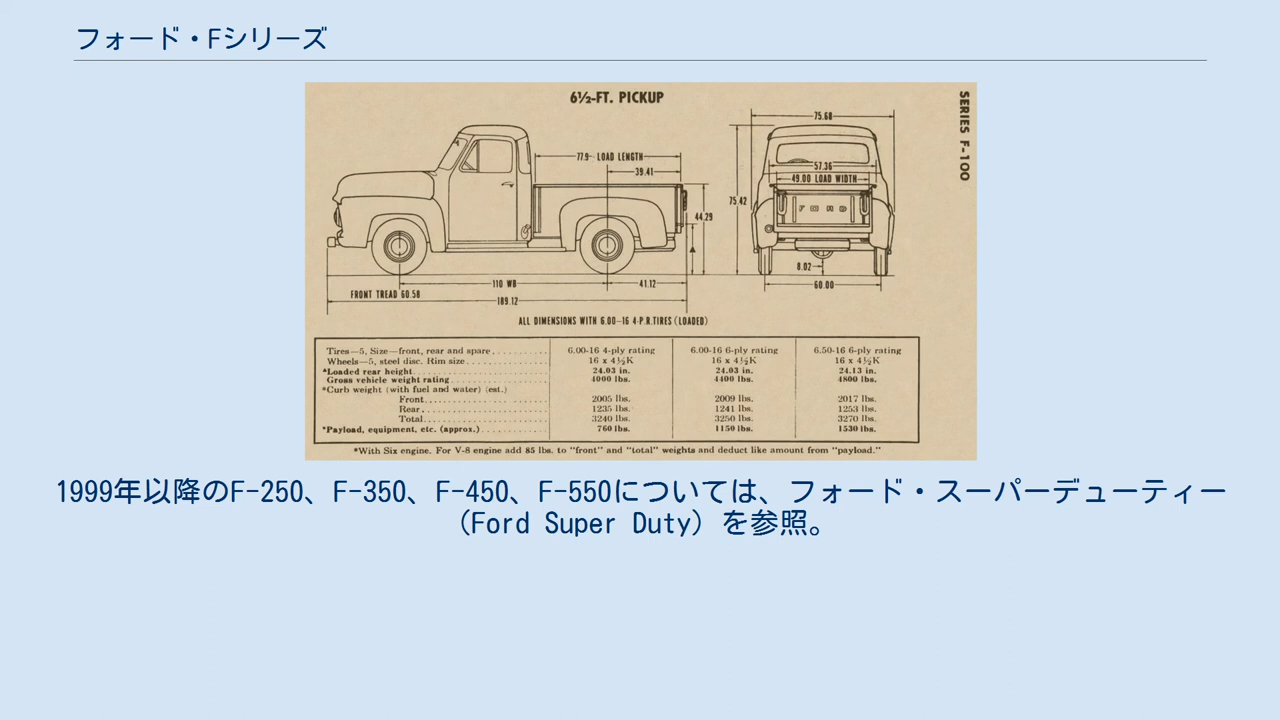 フォード・Fシリーズ
6½-FT. PICKUP
SERIES F-100
75.68
77.9 LOAD LENGTH
57.36
39.41
49.00 LOAD WIDTH
75.42
FORD
44.29
8.02
110 WB
41.12
60.00
FRONT TREAD 60.58
189.12
ALL DIMENSIONS WITH 6.00-16 4-P.R.TIRES (LOADED)
Tires—5, Size—front, rear and spare 6.00-16 4-ply rating 6.00-16 6-ply rating 6.50-16 6-ply rating
Wheels—5, steel disc. Rim size 16 x 4½K 16 x 4½K 16 x 4½K
*Loaded rear height 24.03 in. 24.03 in. 24.13 in.
Gross vehicle weight rating 4000 lbs. 4400 lbs. 4800 lbs.
*Curb weight (with fuel and water) (est.)
Front 2005 lbs. 2009 lbs. 2017 lbs.
Rear 1235 lbs. 1241 lbs. 1253 lbs.
Total 3240 lbs. 3250 lbs. 3270 lbs.
*Payload, equipment, etc. (approx.) 760 lbs. 1150 lbs. 1530 lbs.
*With Six engine. For V-8 engine add 85 lbs. to "front" and "total" weights and deduct like amount from "payload."
1999年以降のF-250、F-350、F-450、F-550については、フォード・スーパーデューティー
（Ford Super Duty）を参照。